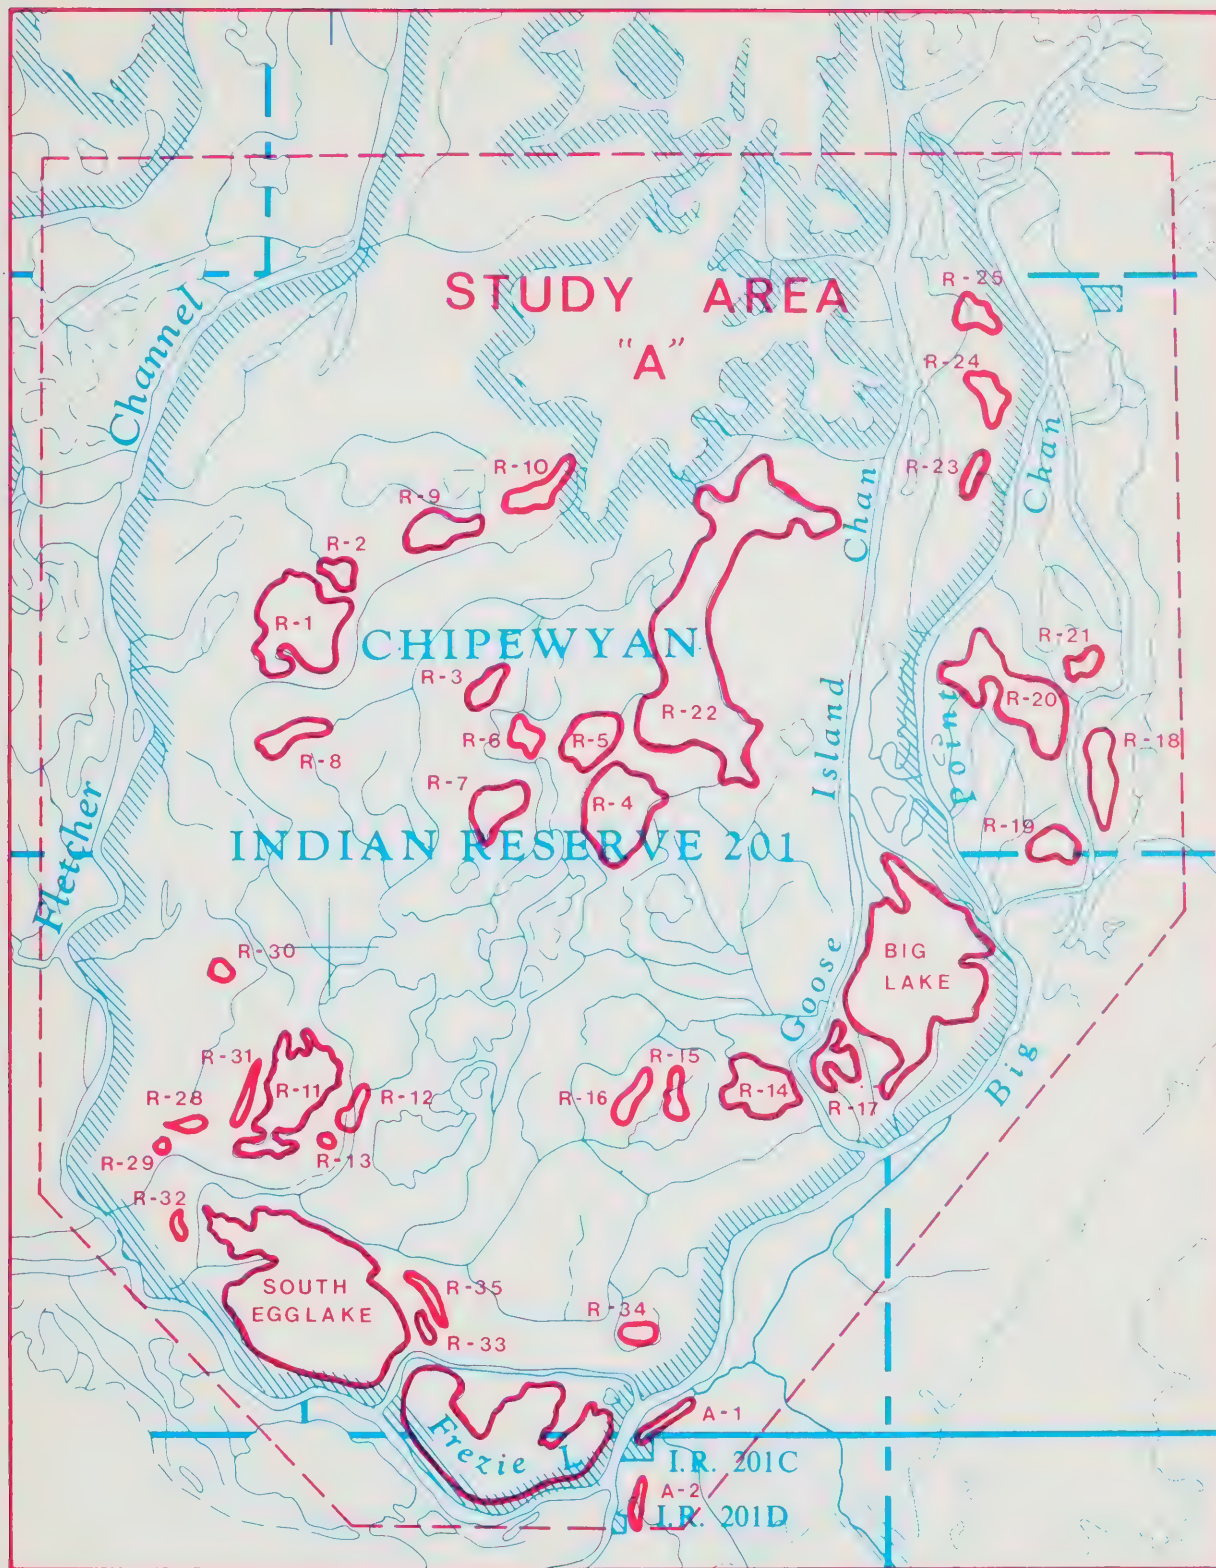 STUDY AREA
"A"
R-25
R-24
R-23
Channel
R-10
R-9
R-2
R-1
Chan
Chan
CHIPEWYAN
R-3
R-22
R-21
R-20
R-6
R-5
R-8
R-18
Island
Point
R-7
R-4
R-19
Fletcher
INDIAN RESERVE 201
R-30
BIG
LAKE
Goose
Big
R-31
R-11
R-12
R-28
R-29
R-13
R-16
R-15
R-14
R-17
R-32
SOUTH
EGG LAKE
R-35
R-33
R-34
Frezie L
A-1
I.R. 201C
A-2
I.R. 201D